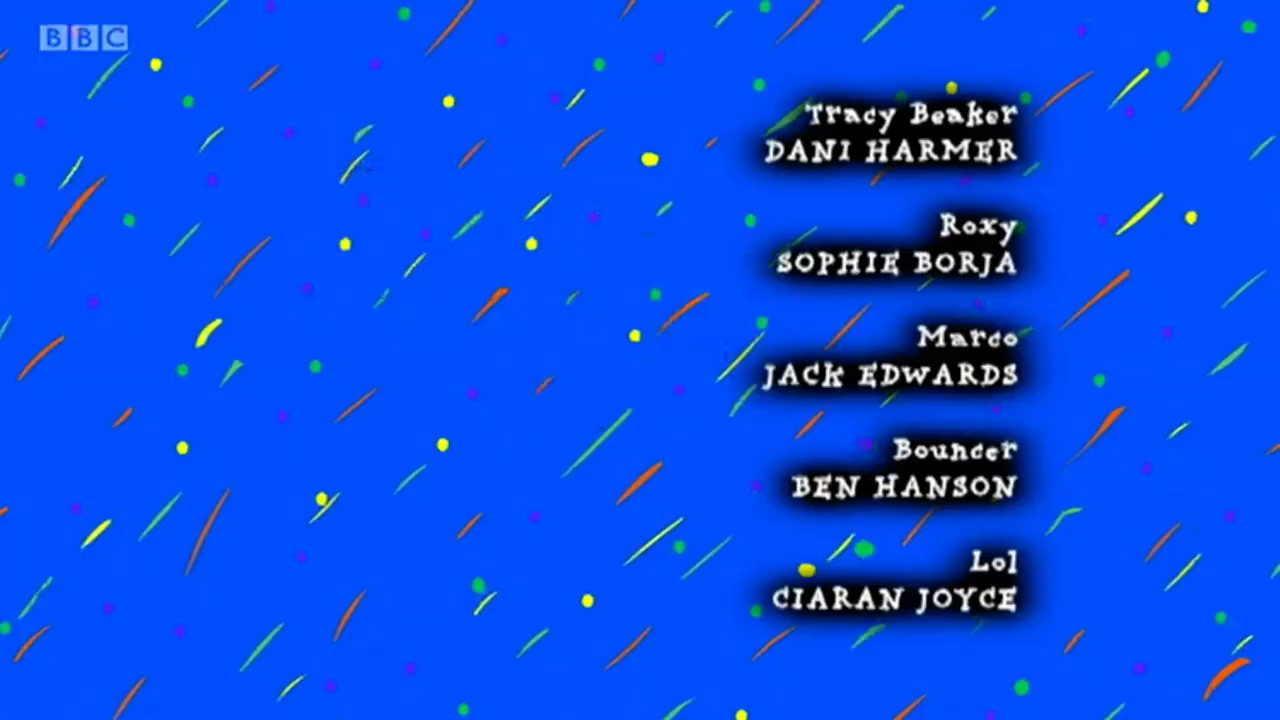 BBC
Tracy Beaker
DANI HARMER
Roxy
SOPHIE BORJA
Marco
JACK EDWARDS
Bouncer
BEN HANSON
Lol
CIARAN JOYCE